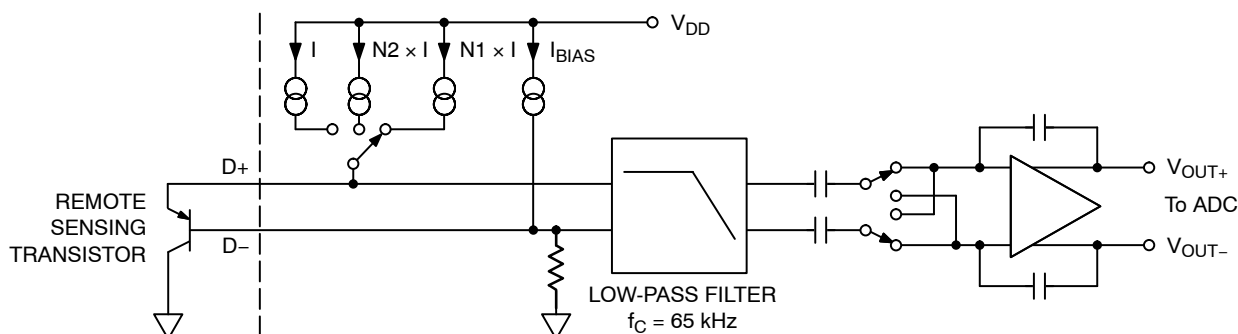 V_DD
I
N2 × I
N1 × I
I_BIAS
D+
D−
REMOTE
SENSING
TRANSISTOR
LOW-PASS FILTER
f_C = 65 kHz
V_OUT+
To ADC
V_OUT−